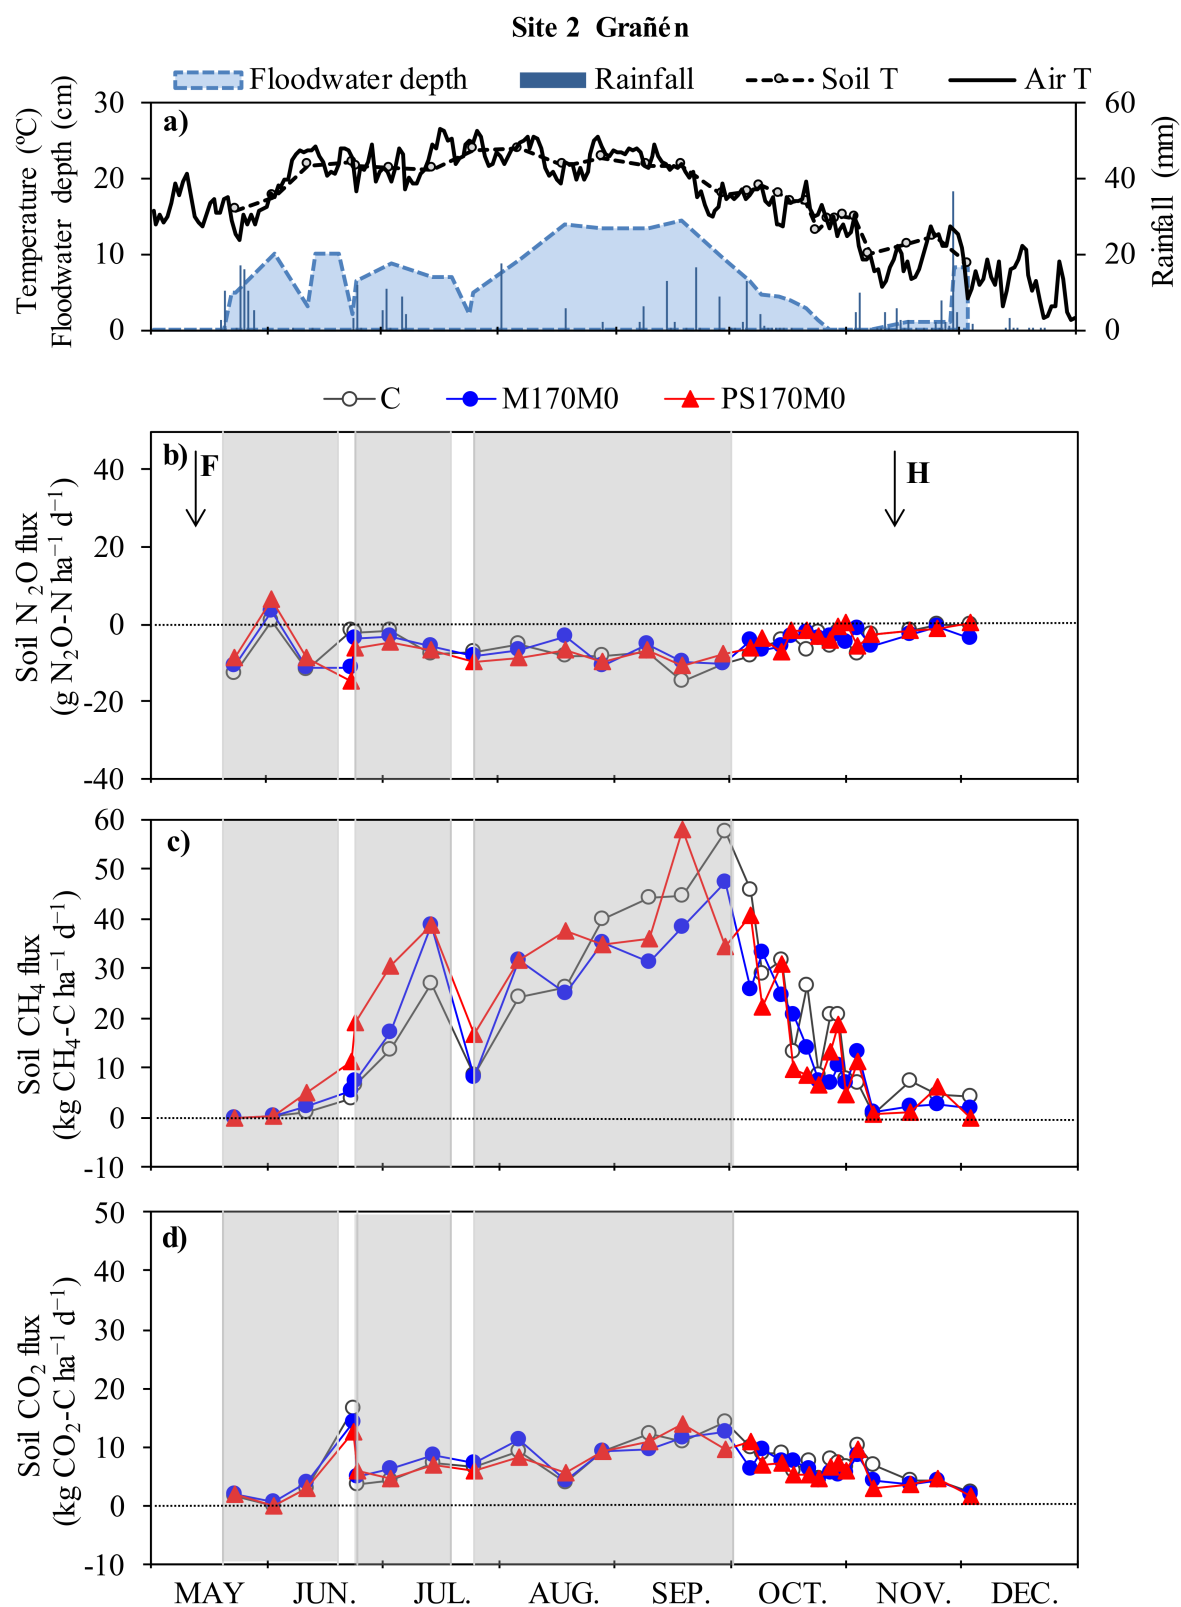 Site 2 Grañén
Floodwater depth
Rainfall
Soil T
Air T
Temperature (ºC)
Floodwater depth (cm)
30
20
10
0
a)
60
40
20
0
Rainfall (mm)
C
M170M0
PS170M0
Soil N₂O flux
(g N₂O-N ha⁻¹ d⁻¹)
40
20
0
-20
-40
b)
F
H
Soil CH₄ flux
(kg CH₄-C ha⁻¹ d⁻¹)
60
50
40
30
20
10
0
-10
c)
Soil CO₂ flux
(kg CO₂-C ha⁻¹ d⁻¹)
50
40
30
20
10
0
-10
d)
MAY JUN. JUL. AUG. SEP. OCT. NOV. DEC.